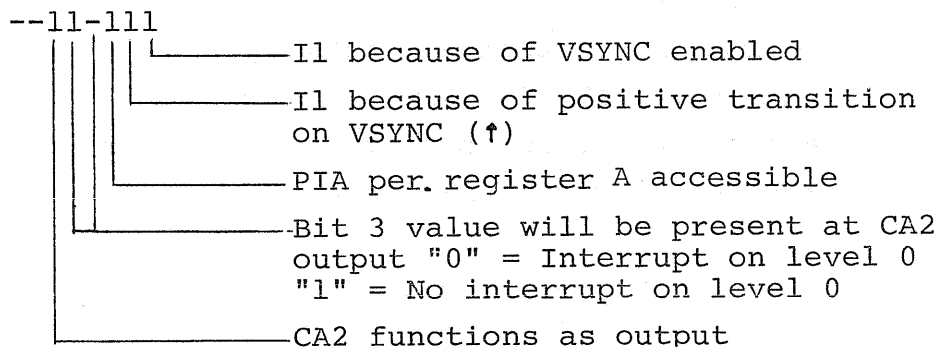 --11-111
I1 because of VSYNC enabled
I1 because of positive transition
on VSYNC (↑)
PIA per. register A accessible
Bit 3 value will be present at CA2
output "0" = Interrupt on level 0
"1" = No interrupt on level 0
CA2 functions as output